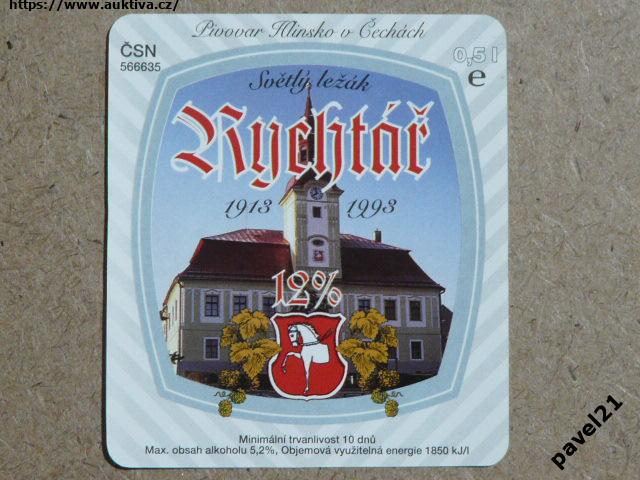 https://www.auktiva.cz/
Pivovar Hlinsko v Čechách
ČSN
566635
0,5 l
e
Světlý ležák
Rychtář
1913 1993
12%
Minimální trvanlivost 10 dnů
Max. obsah alkoholu 5,2%, Objemová využitelná energie 1850 kJ/l
pavel21